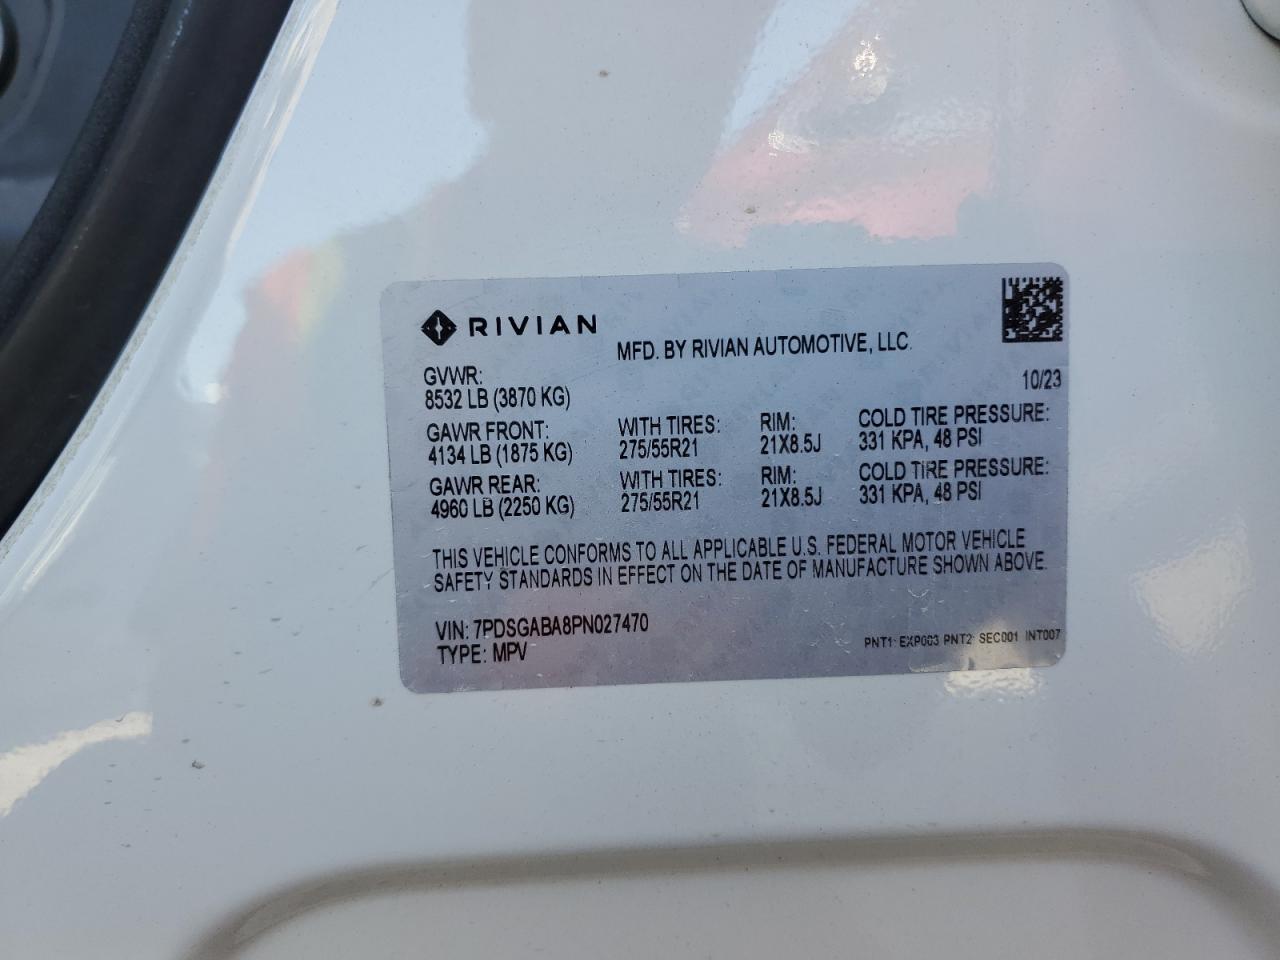 RIVIAN
MFD. BY RIVIAN AUTOMOTIVE, LLC.
10/23
GVWR:
8532 LB (3870 KG)
GAWR FRONT: WITH TIRES: RIM: COLD TIRE PRESSURE:
4134 LB (1875 KG) 275/55R21 21X8.5J 331 KPA, 48 PSI
GAWR REAR: WITH TIRES: RIM: COLD TIRE PRESSURE:
4960 LB (2250 KG) 275/55R21 21X8.5J 331 KPA, 48 PSI
THIS VEHICLE CONFORMS TO ALL APPLICABLE U.S. FEDERAL MOTOR VEHICLE
SAFETY STANDARDS IN EFFECT ON THE DATE OF MANUFACTURE SHOWN ABOVE.
VIN: 7PDSGABA8PN027470
TYPE: MPV
PNT1: EXP003 PNT2: SEC001 INT007